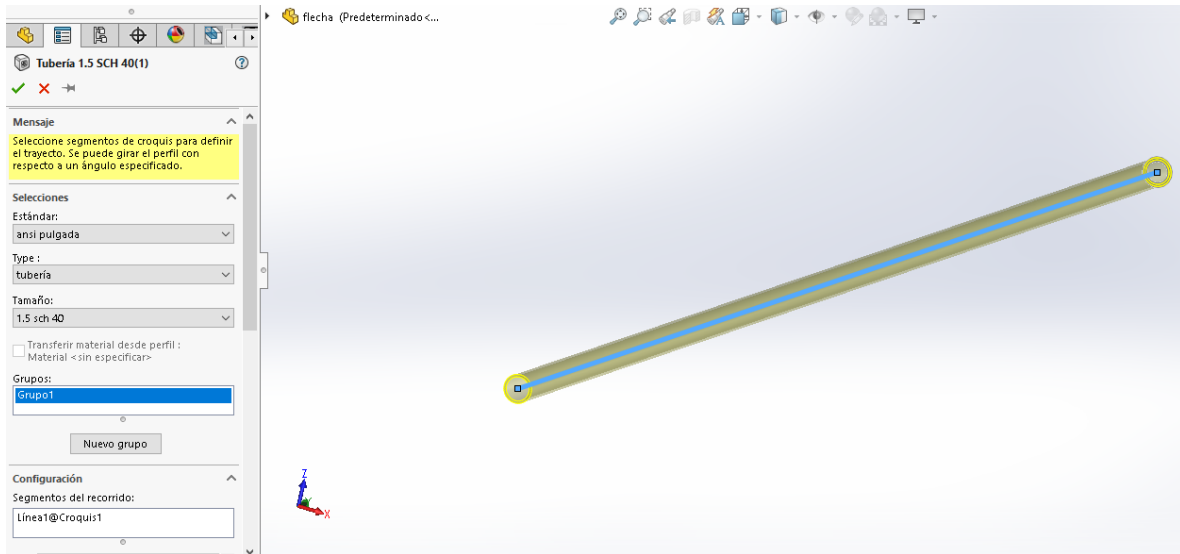 flecha (Predeterminado <...
Tubería 1.5 SCH 40(1)
Mensaje
Seleccione segmentos de croquis para definir
el trayecto. Se puede girar el perfil con
respecto a un ángulo especificado.
Selecciones
Estándar:
ansi pulgada
Type :
tubería
Tamaño:
1.5 sch 40
Transferir material desde perfil :
Material <sin especificar>
Grupos:
Grupo1
Nuevo grupo
Configuración
Segmentos del recorrido:
Línea1@Croquis1
Z
X